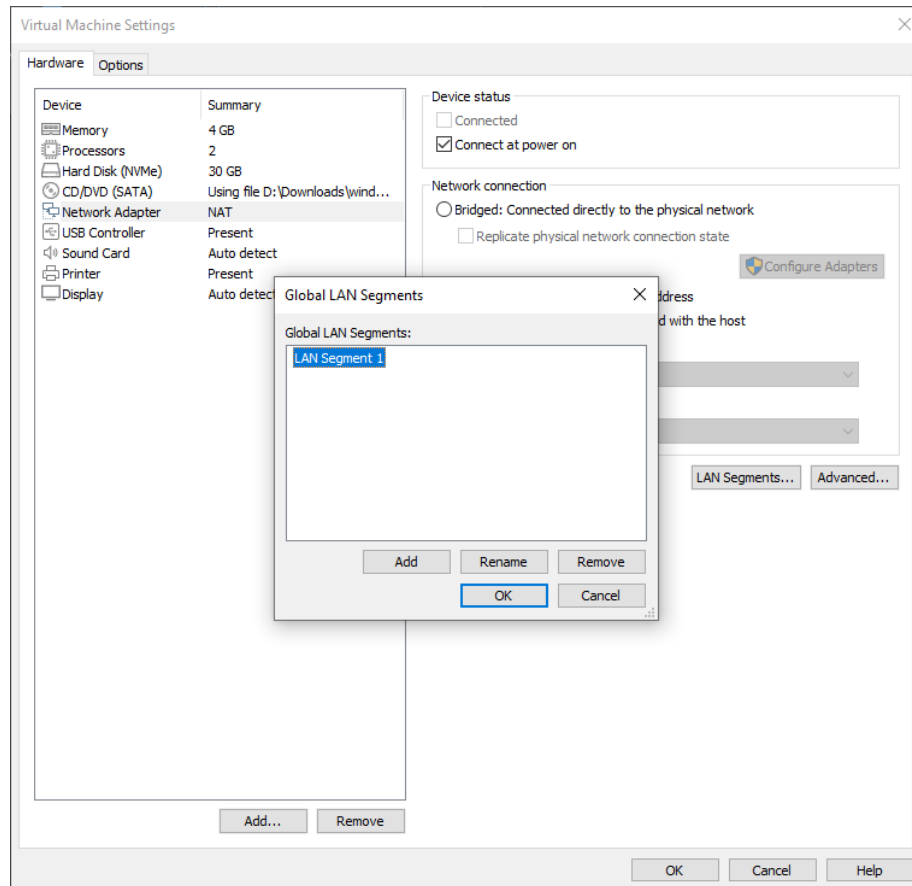 Virtual Machine Settings
Hardware Options
Device Summary
Memory 4 GB
Processors 2
Hard Disk (NVMe) 30 GB
CD/DVD (SATA) Using file D:\Downloads\wind...
Network Adapter NAT
USB Controller Present
Sound Card Auto detect
Printer Present
Display Auto detect
Add... Remove
Device status
Connected
Connect at power on
Network connection
Bridged: Connected directly to the physical network
Replicate physical network connection state
Configure Adapters
ddress
d with the host
LAN Segments... Advanced...
Global LAN Segments
Global LAN Segments:
LAN Segment 1
Add Rename Remove
OK Cancel
OK Cancel Help